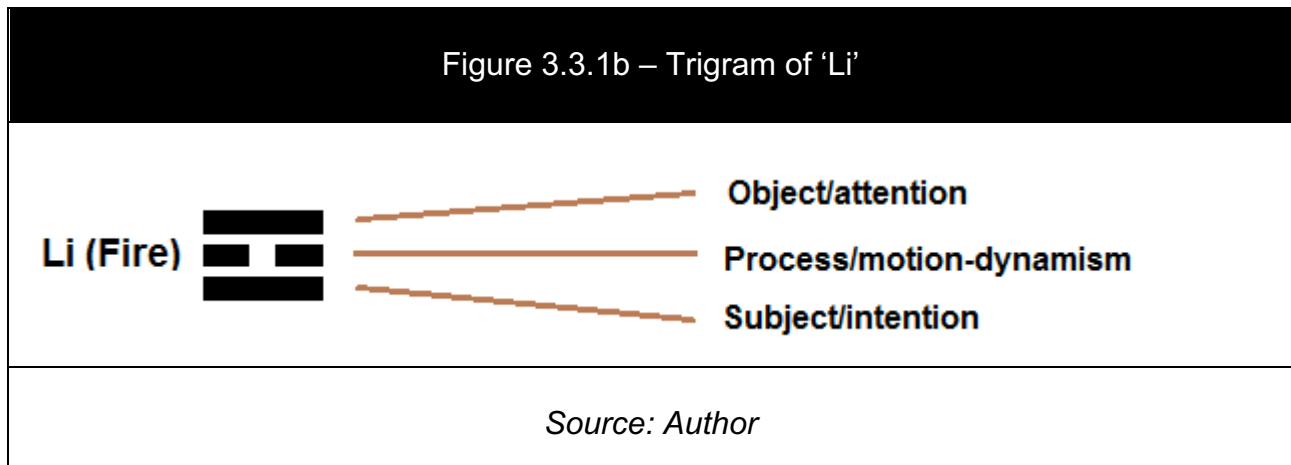 Figure 3.3.1b – Trigram of ‘Li’
Object/attention
Li (Fire)
Process/motion-dynamism
Subject/intention
Source: Author